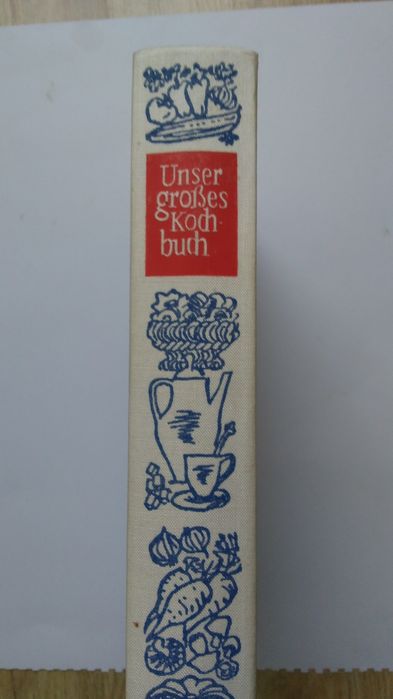 Unser
großes
Koch-
buch